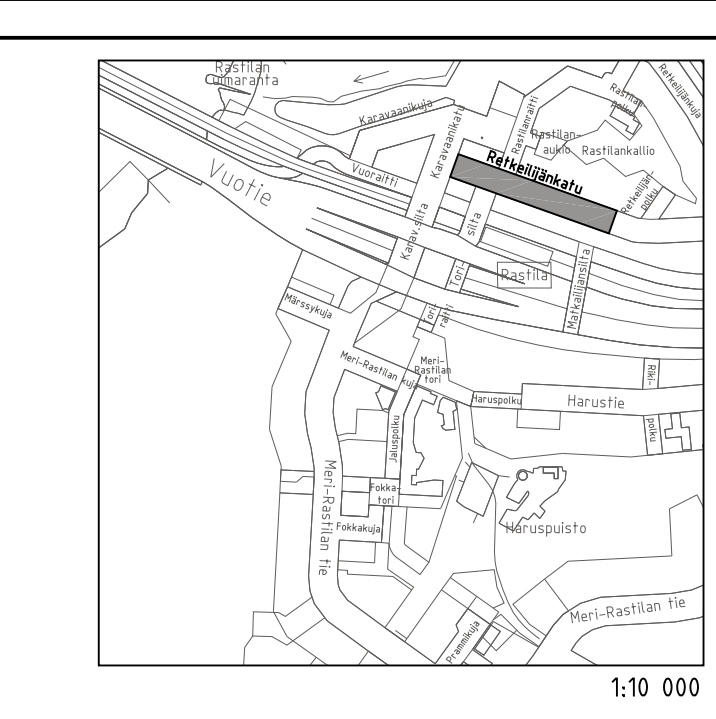 Rastilan
uimaranta
Karavaanikuja
Karavaanikatu
Rastilanraitti
Rastilan
polku
Retkeilijänkuja
Rastilan-
aukio
Rastilankallio
Retkeilijänkatu
Retkeilijän-
polku
Vuoraitti
Vuotie
Karav.silta
silta
Tori-
Rastila
Matkailijansilta
Märssykuja
Tori-
raitti
Meri-Rastilan kuja
Meri-
Rastilan
tori
Riki-
polku
Haruspolku
Harustie
Jaluspolku
Meri-Rastilan tie
Fokka-
tori
Fokkakuja
Haruspuisto
Prammikuja
Meri-Rastilan tie
1:10 000